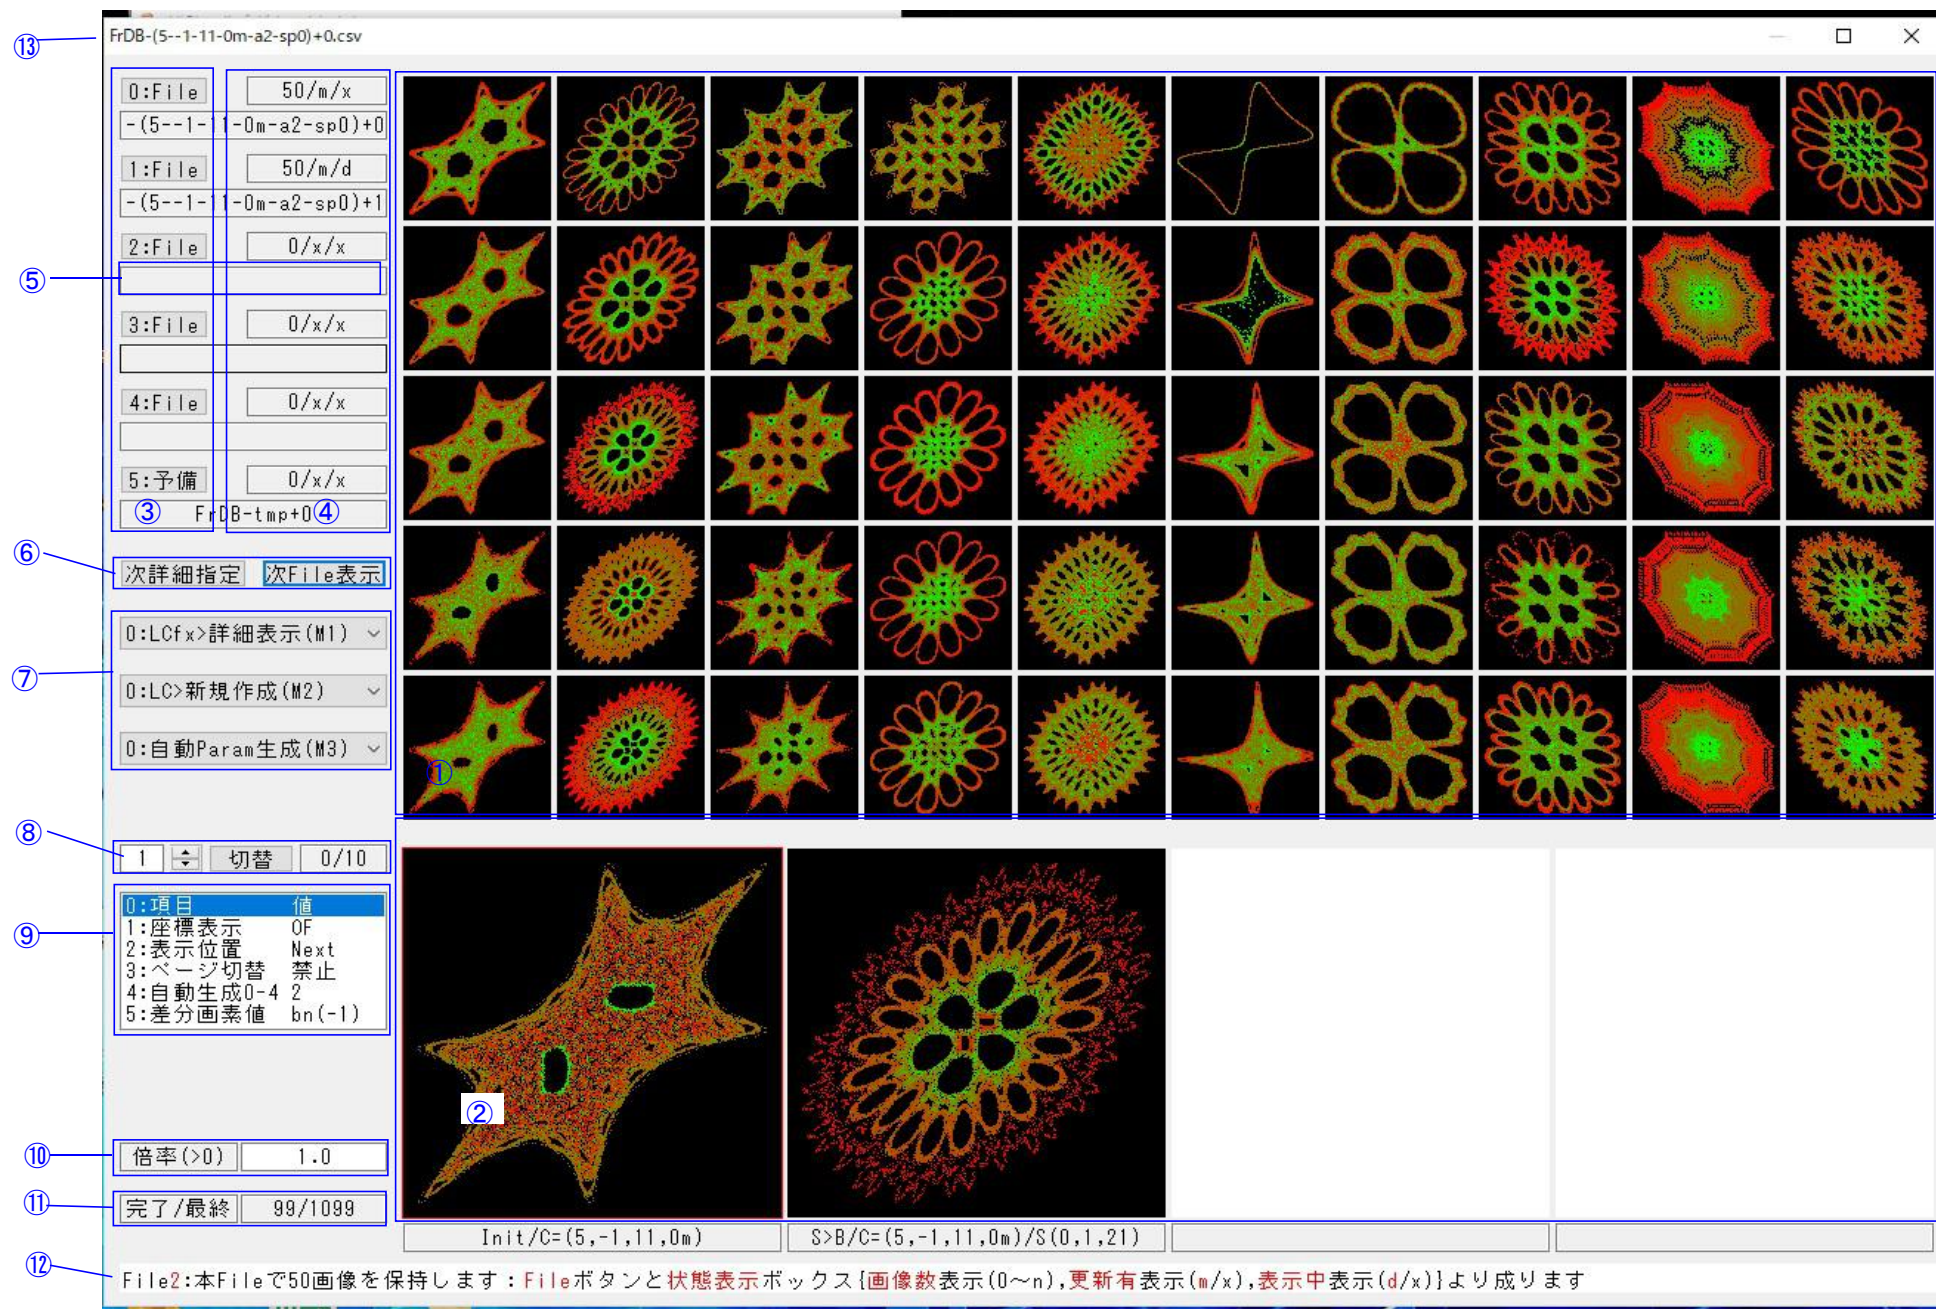 ⑬ FrDB-(5--1-11-0m-a2-sp0)+0.csv
0:File 50/m/x
-(5--1-11-0m-a2-sp0)+0
1:File 50/m/d
-(5--1-11-0m-a2-sp0)+1
2:File 0/x/x
⑤
3:File 0/x/x
4:File 0/x/x
5:予備 0/x/x
③ FrDB-tmp+0 ④
⑥ 次詳細指定 次File表示
0:LCfx>詳細表示(M1)
⑦ 0:LC>新規作成(M2)
0:自動Param生成(M3)
①
⑧ 1 切替 0/10
0:項目 値
1:座標表示 OF
⑨ 2:表示位置 Next
3:ページ切替 禁止
4:自動生成0-4 2
5:差分画素値 bn(-1)
②
⑩ 倍率(>0) 1.0
⑪ 完了/最終 99/1099
Init/C=(5,-1,11,0m) S>B/C=(5,-1,11,0m)/S(0,1,21)
⑫ File2:本Fileで50画像を保持します：Fileボタンと状態表示ボックス{画像数表示(0～n),更新有表示(m/x),表示中表示(d/x)}より成ります